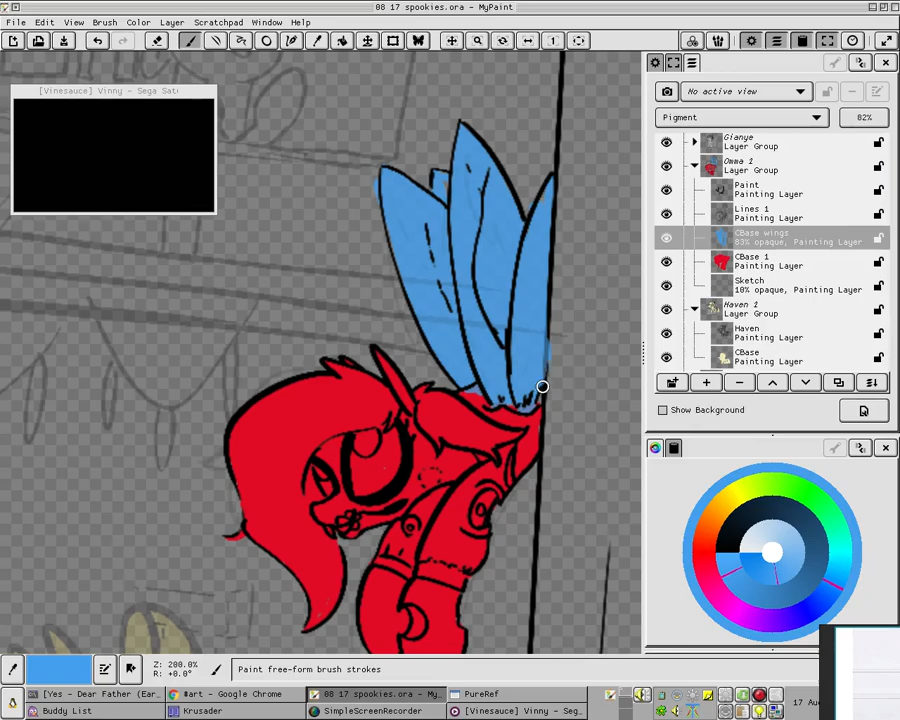 08 17 spookies.ora - MyPaint
File Edit View Brush Color Layer Scratchpad Window Help
[Vinesauce] Vinny - Sega Satu
No active view
Pigment 82%
Gianye
Layer Group
Omma 1
Layer Group
Paint
Painting Layer
Lines 1
Painting Layer
CBase wings
83% opaque, Painting Layer
CBase 1
Painting Layer
Sketch
10% opaque, Painting Layer
Haven 2
Layer Group
Haven
Painting Layer
CBase
Painting Layer
Show Background
Z: 200.0%
R: +0.0°
Paint free-form brush strokes
[Yes - Dear Father (Ear. #art - Google Chrome 08 17 spookies.ora - My... PureRef
Buddy List Krusader SimpleScreenRecorder [Vinesauce] Vinny - Seg...
17 Au